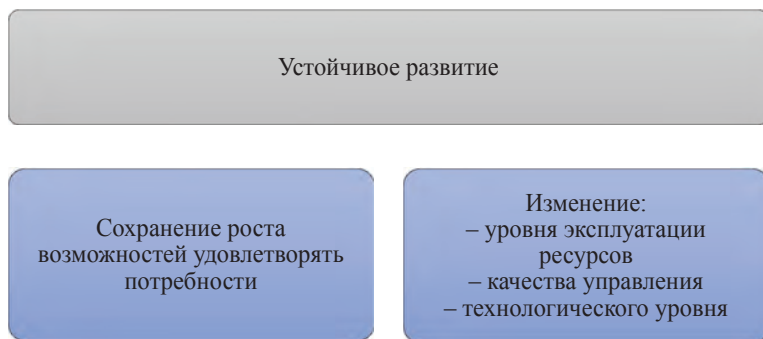 Устойчивое развитие
Сохранение роста
возможностей удовлетворять
потребности
Изменение:
– уровня эксплуатации
ресурсов
– качества управления
– технологического уровня